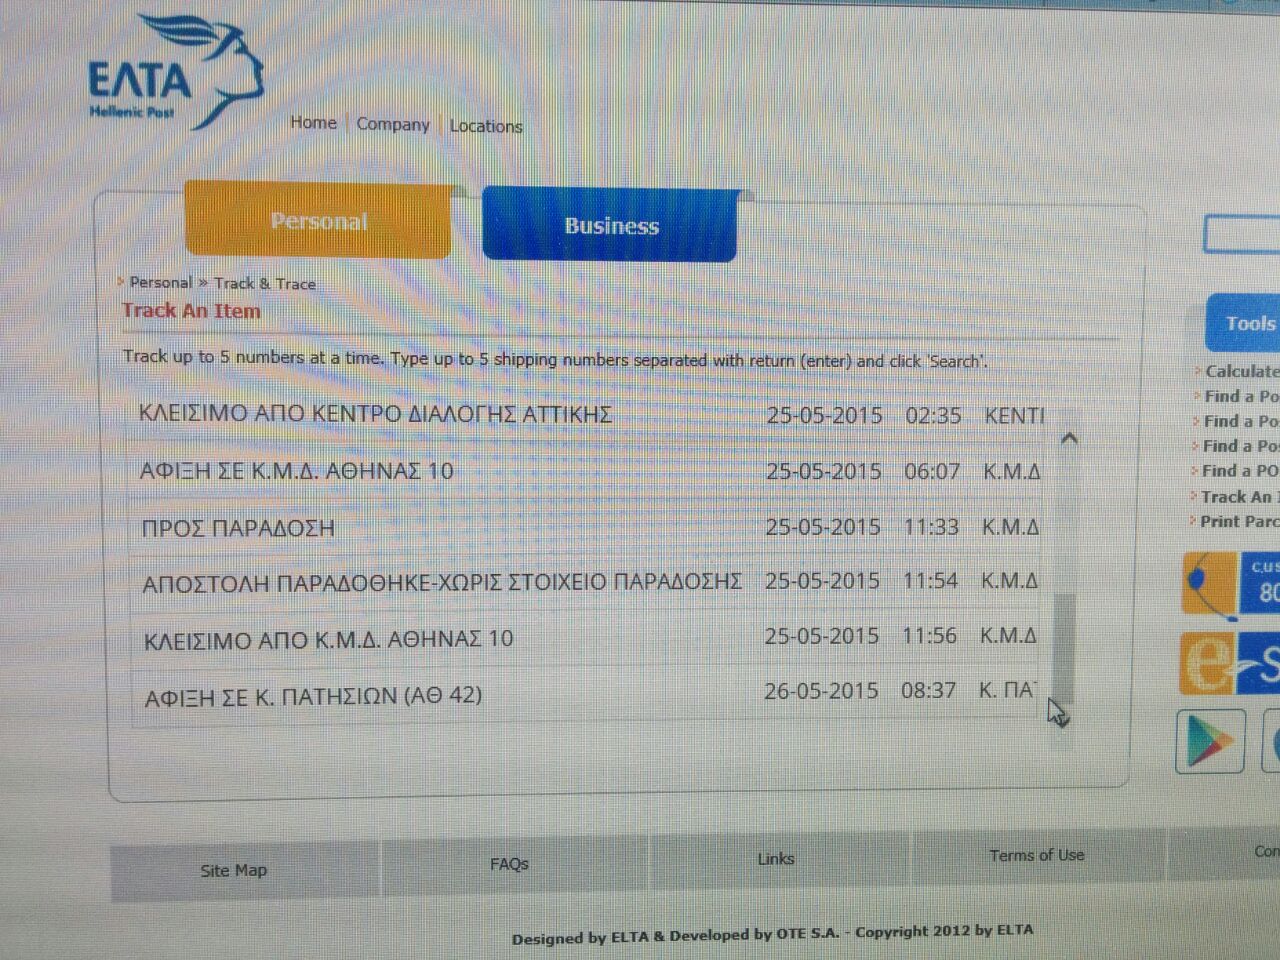 ΕΛΤΑ
Hellenic Post
Home Company Locations
Personal Business
Personal » Track & Trace
Track An Item
Track up to 5 numbers at a time. Type up to 5 shipping numbers separated with return (enter) and click 'Search'.
ΚΛΕΙΣΙΜΟ ΑΠΟ ΚΕΝΤΡΟ ΔΙΑΛΟΓΗΣ ΑΤΤΙΚΗΣ 25-05-2015 02:35 ΚΕΝΤΙ
ΑΦΙΞΗ ΣΕ Κ.Μ.Δ. ΑΘΗΝΑΣ 10 25-05-2015 06:07 Κ.Μ.Δ
ΠΡΟΣ ΠΑΡΑΔΟΣΗ 25-05-2015 11:33 Κ.Μ.Δ
ΑΠΟΣΤΟΛΗ ΠΑΡΑΔΟΘΗΚΕ-ΧΩΡΙΣ ΣΤΟΙΧΕΙΟ ΠΑΡΑΔΟΣΗΣ 25-05-2015 11:54 Κ.Μ.Δ
ΚΛΕΙΣΙΜΟ ΑΠΟ Κ.Μ.Δ. ΑΘΗΝΑΣ 10 25-05-2015 11:56 Κ.Μ.Δ
ΑΦΙΞΗ ΣΕ Κ. ΠΑΤΗΣΙΩΝ (ΑΘ 42) 26-05-2015 08:37 Κ. ΠΑ
Tools
Calculate
Find a Po
Find a Po
Find a Po
Find a PO
Track An
Print Parc
cus
80
e-S
Site Map FAQs Links Terms of Use Con
Designed by ELTA & Developed by OTE S.A. - Copyright 2012 by ELTA